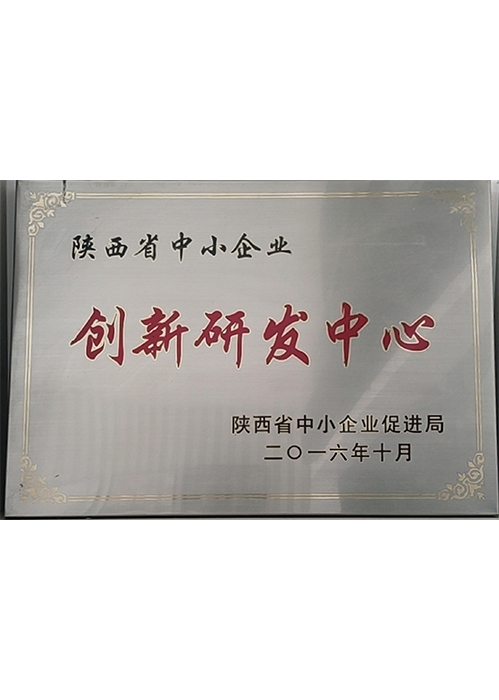 陕西省中小企业
创新研发中心
陕西省中小企业促进局
二〇一六年十月